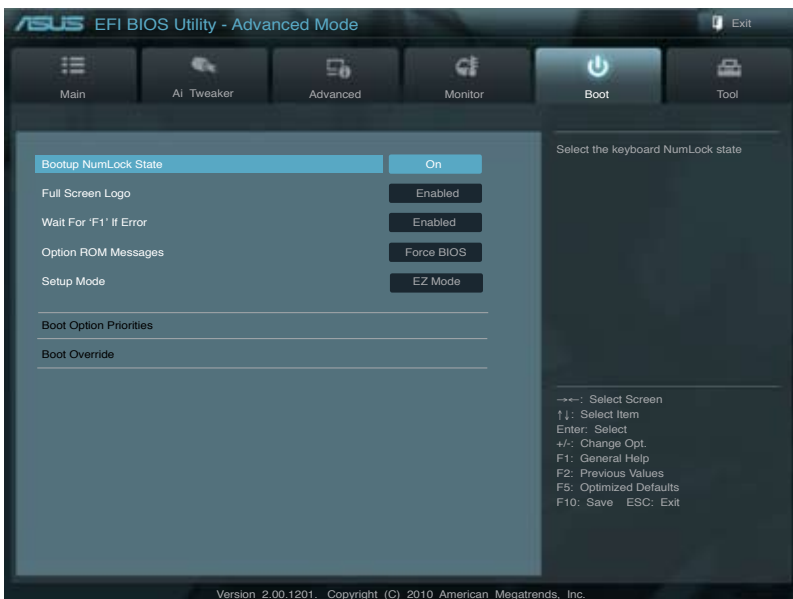 ASUS EFI BIOS Utility - Advanced Mode
Exit
Main
Ai Tweaker
Advanced
Monitor
Boot
Tool
Bootup NumLock State On
Full Screen Logo Enabled
Wait For ‘F1’ If Error Enabled
Option ROM Messages Force BIOS
Setup Mode EZ Mode
Boot Option Priorities
Boot Override
Select the keyboard NumLock state
→←: Select Screen
↑↓: Select Item
Enter: Select
+/-: Change Opt.
F1: General Help
F2: Previous Values
F5: Optimized Defaults
F10: Save ESC: Exit
Version 2.00.1201. Copyright (C) 2010 American Megatrends, Inc.